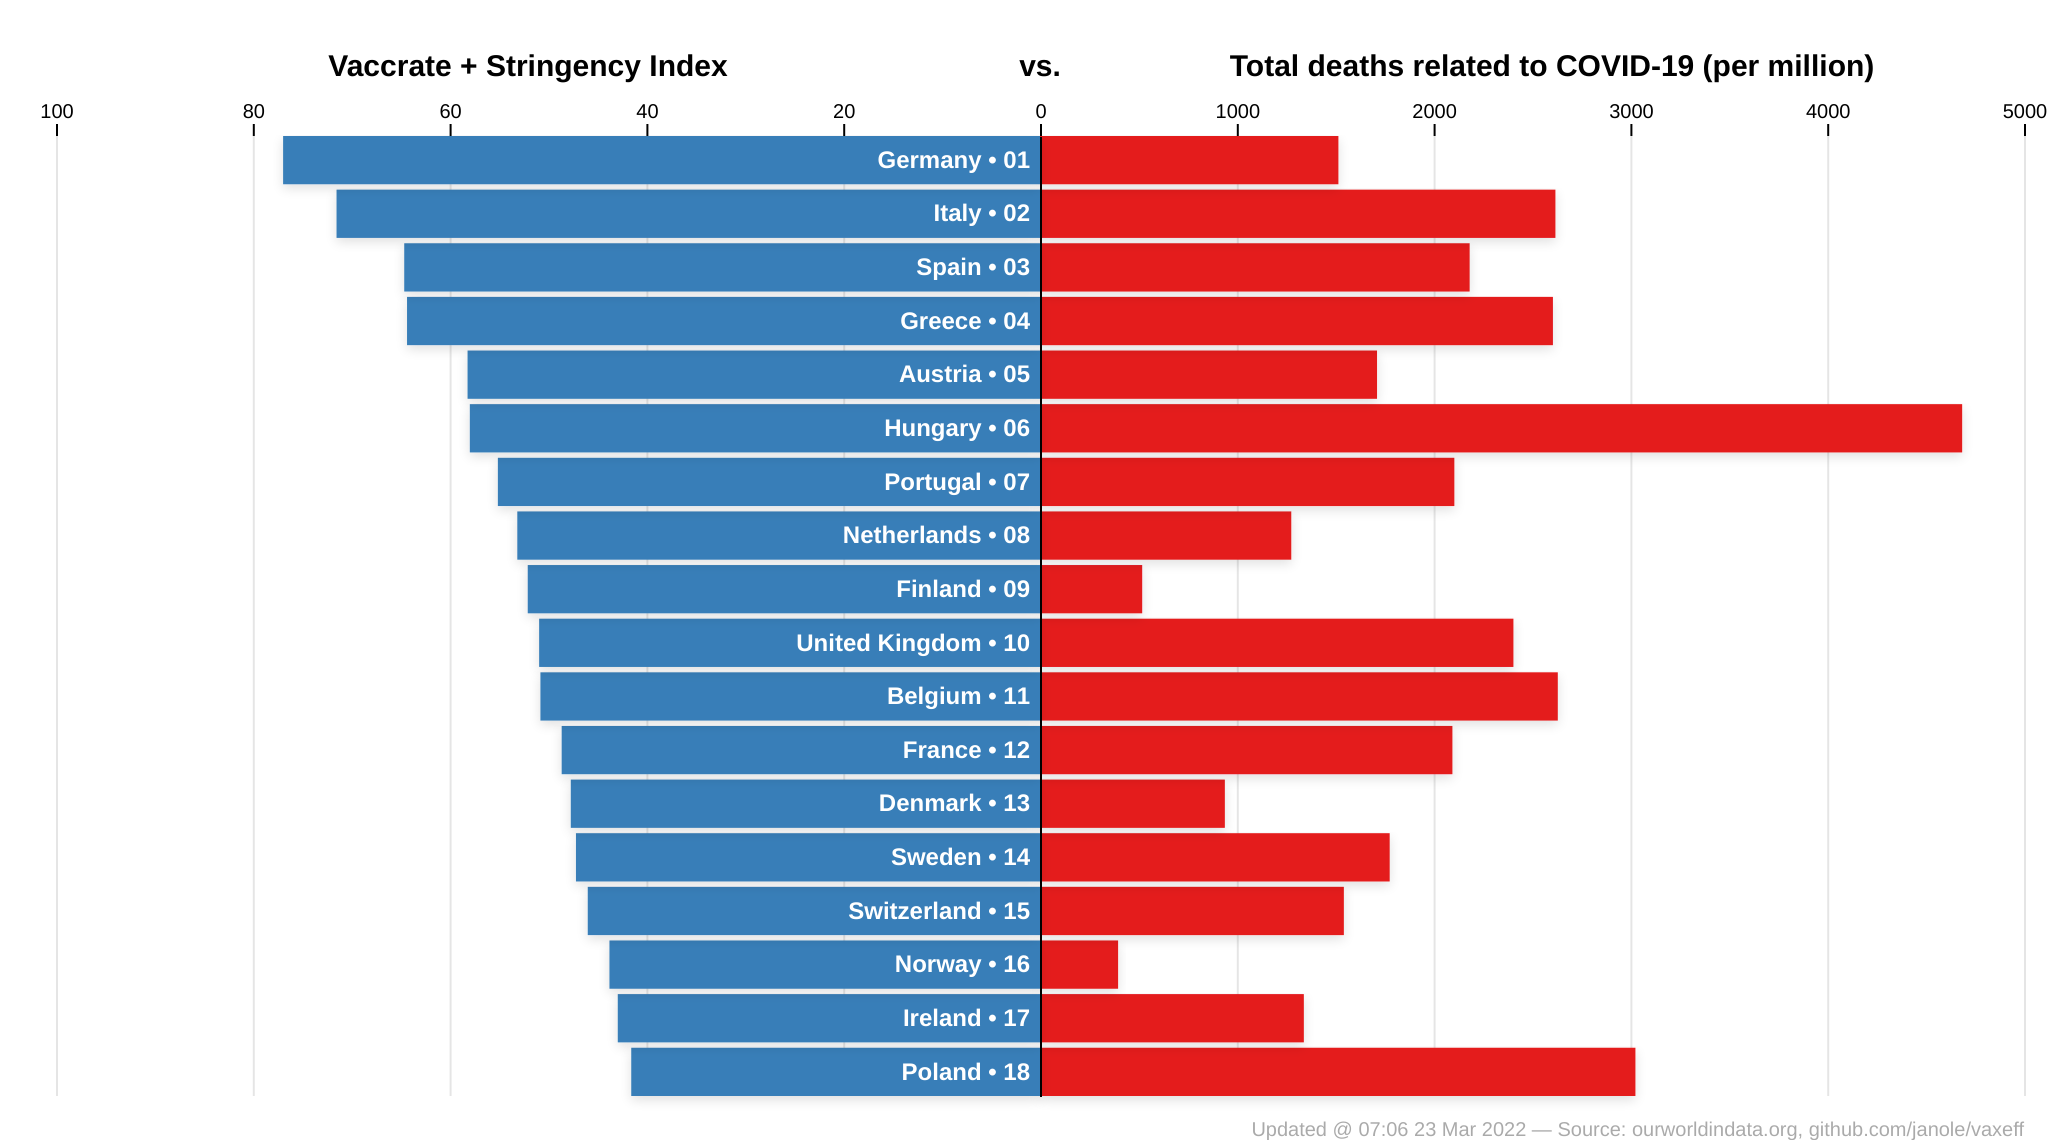 Vaccrate + Stringency Index vs. Total deaths related to COVID-19 (per million)
100 80 60 40 20 0 1000 2000 3000 4000 5000
Germany • 01
Italy • 02
Spain • 03
Greece • 04
Austria • 05
Hungary • 06
Portugal • 07
Netherlands • 08
Finland • 09
United Kingdom • 10
Belgium • 11
France • 12
Denmark • 13
Sweden • 14
Switzerland • 15
Norway • 16
Ireland • 17
Poland • 18
Updated @ 07:06 23 Mar 2022 — Source: ourworldindata.org, github.com/janole/vaxeff